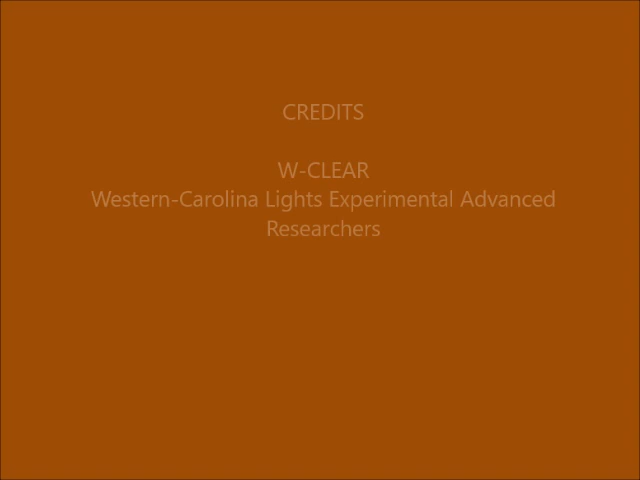 CREDITS
W-CLEAR
Western-Carolina Lights Experimental Advanced
Researchers